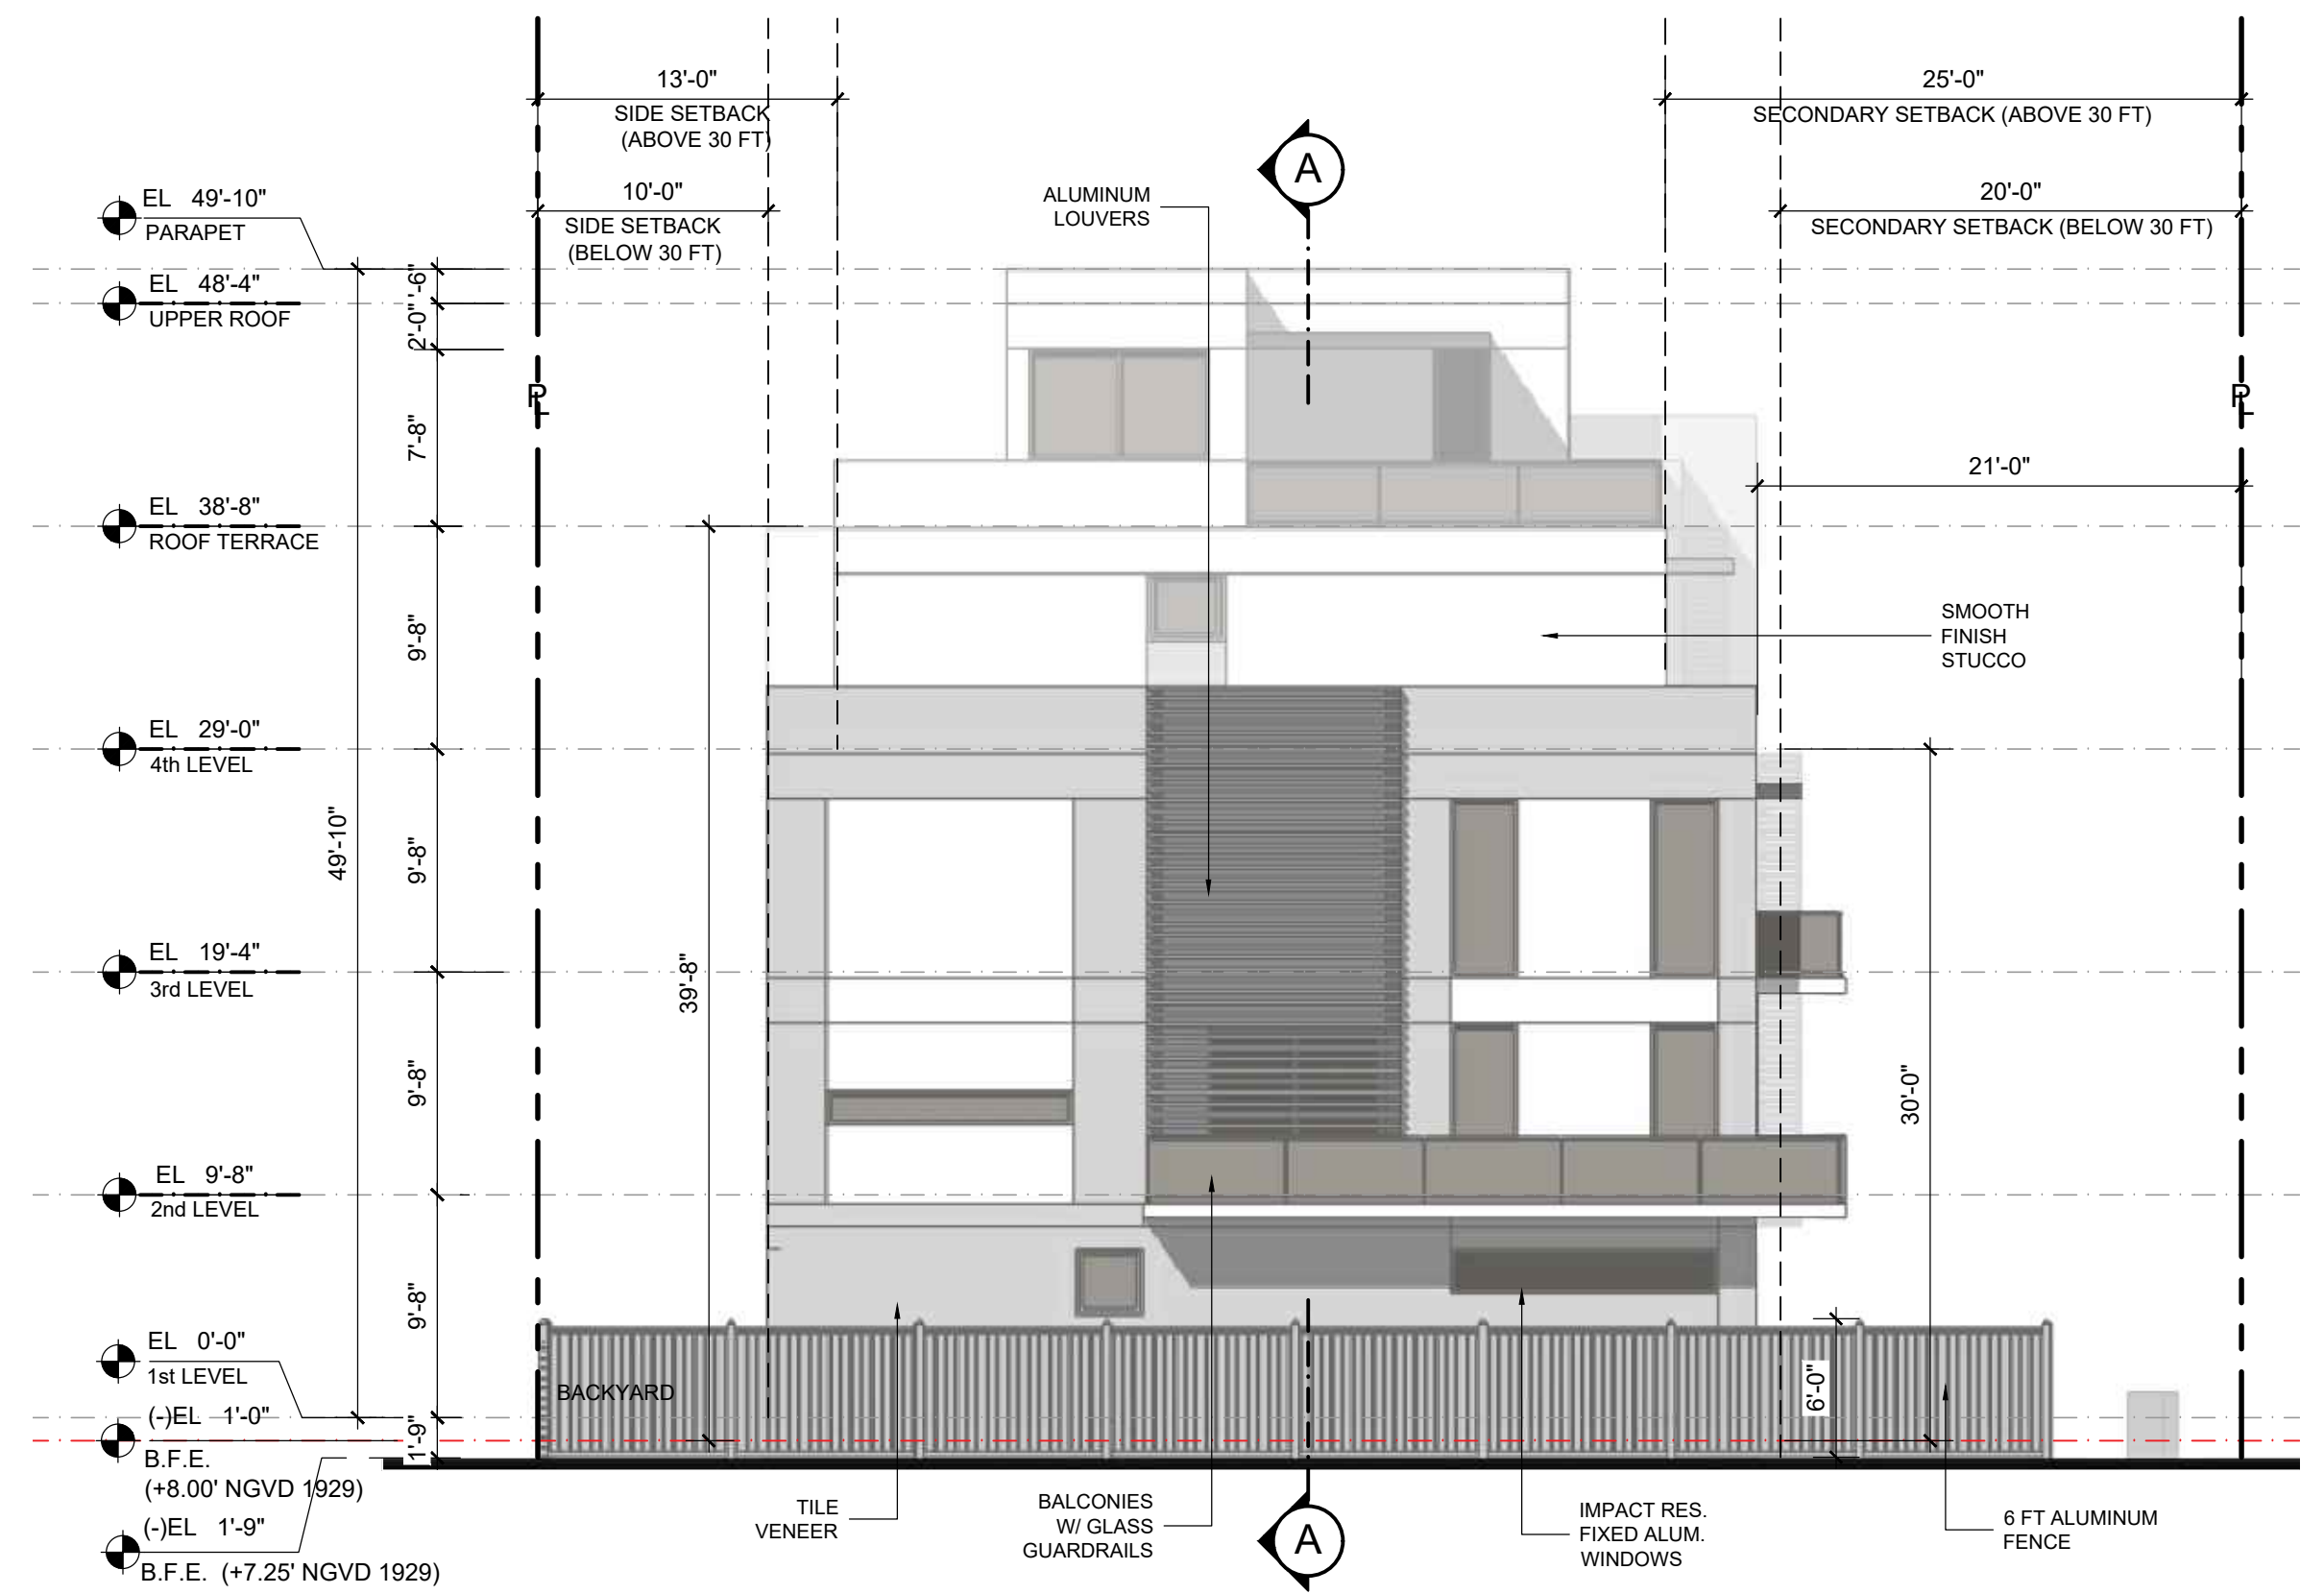 13'-0"
SIDE SETBACK
(ABOVE 30 FT)
10'-0"
SIDE SETBACK
(BELOW 30 FT)
25'-0"
SECONDARY SETBACK (ABOVE 30 FT)
20'-0"
SECONDARY SETBACK (BELOW 30 FT)
A
ALUMINUM
LOUVERS
EL 49'-10"
PARAPET
EL 48'-4"
UPPER ROOF
EL 38'-8"
ROOF TERRACE
EL 29'-0"
4th LEVEL
EL 19'-4"
3rd LEVEL
EL 9'-8"
2nd LEVEL
EL 0'-0"
1st LEVEL
(-)EL 1'-0"
B.F.E.
(+8.00' NGVD 1929)
(-)EL 1'-9"
B.F.E. (+7.25' NGVD 1929)
'-6"
2'-0"
7'-8"
9'-8"
9'-8"
9'-8"
9'-8"
1'-9"
49'-10"
39'-8"
PL
PL
21'-0"
SMOOTH
FINISH
STUCCO
30'-0"
6'-0"
BACKYARD
TILE
VENEER
BALCONIES
W/ GLASS
GUARDRAILS
A
IMPACT RES.
FIXED ALUM.
WINDOWS
6 FT ALUMINUM
FENCE